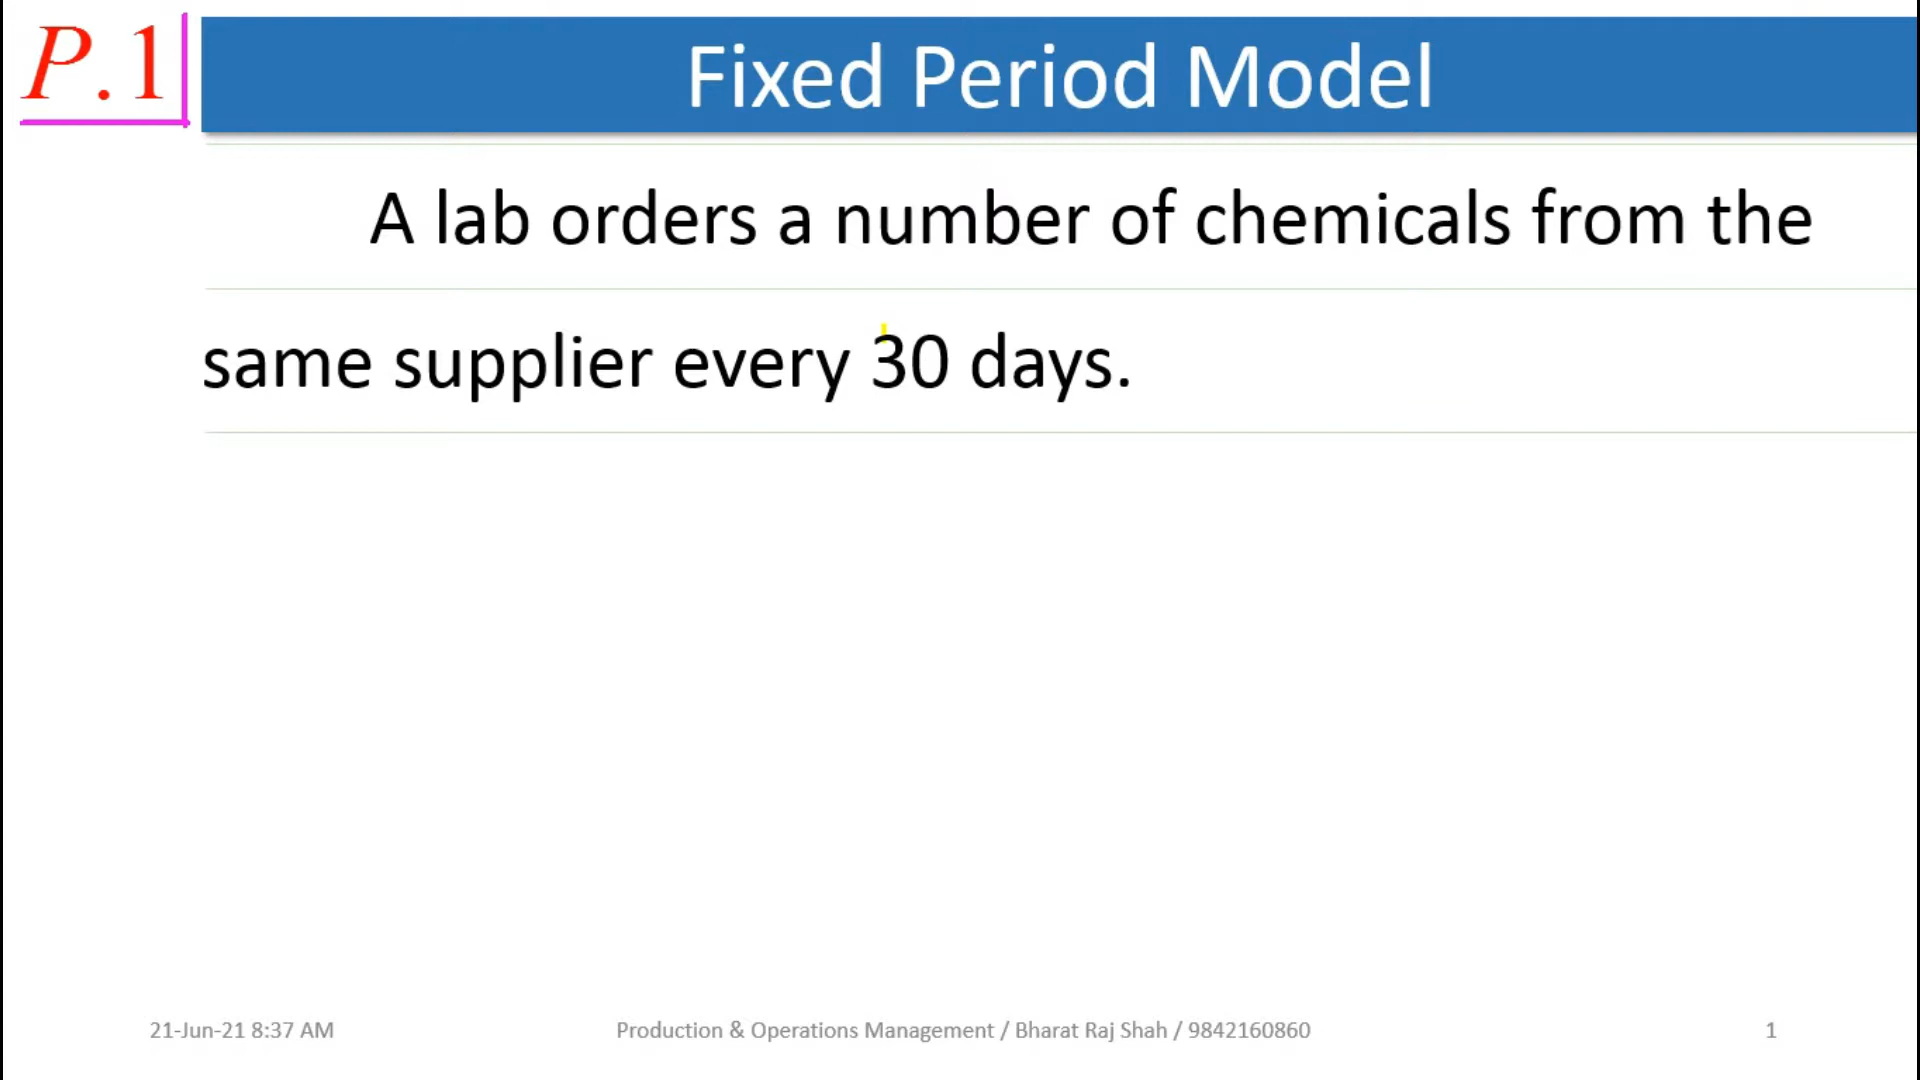 P.1
Fixed Period Model
A lab orders a number of chemicals from the
same supplier every 30 days.
21-Jun-21 8:37 AM
Production & Operations Management / Bharat Raj Shah / 9842160860
1